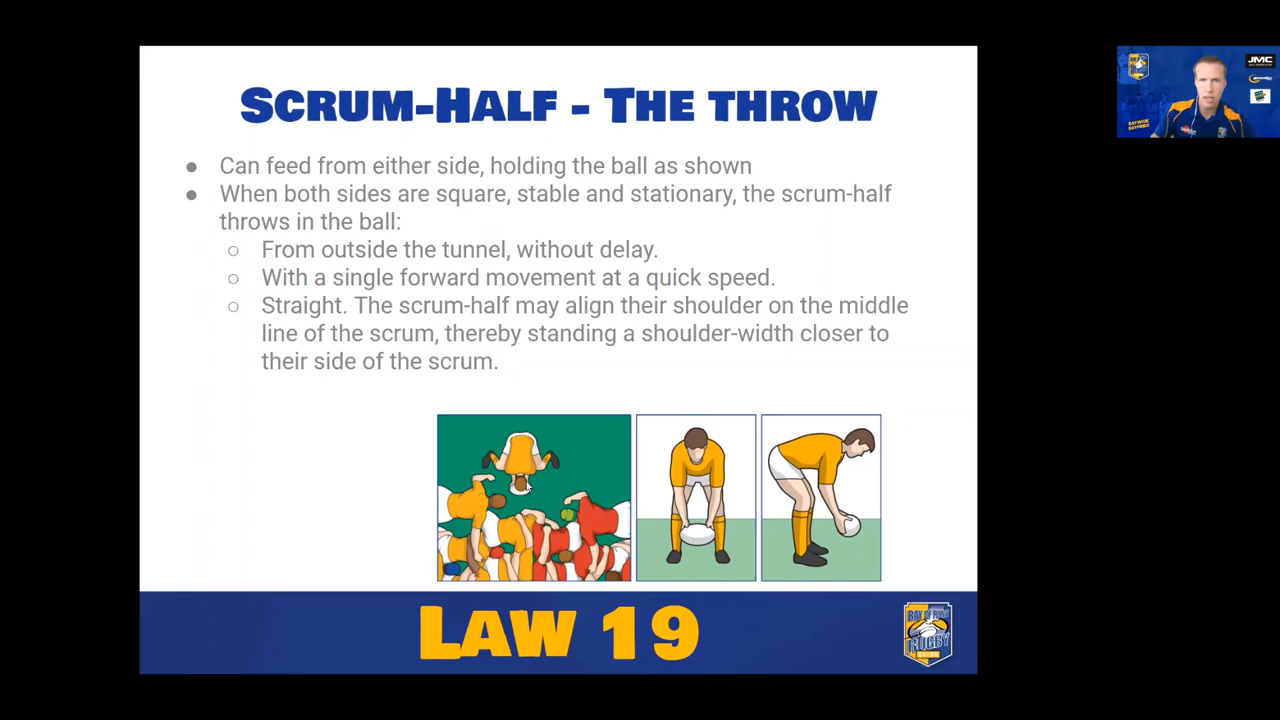 SCRUM-HALF - THE THROW
● Can feed from either side, holding the ball as shown
● When both sides are square, stable and stationary, the scrum-half
throws in the ball:
○ From outside the tunnel, without delay.
○ With a single forward movement at a quick speed.
○ Straight. The scrum-half may align their shoulder on the middle
line of the scrum, thereby standing a shoulder-width closer to
their side of the scrum.
LAW 19
RUGBY
JMC